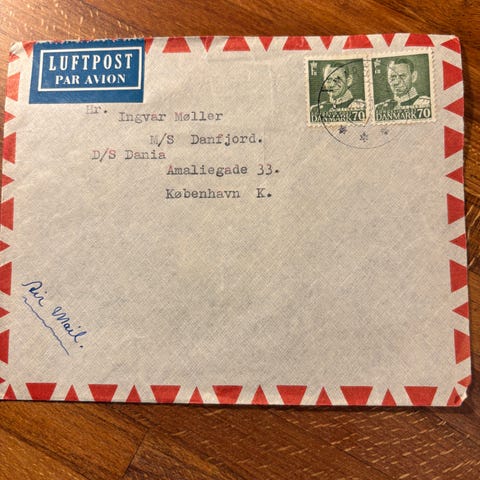 LUFTPOST
PAR AVION
DANMARK 70
DANMARK 70
Hr. Ingvar Møller
M/S Danfjord.
D/S Dania
Amaliegade 33.
København K.
Air Mail.